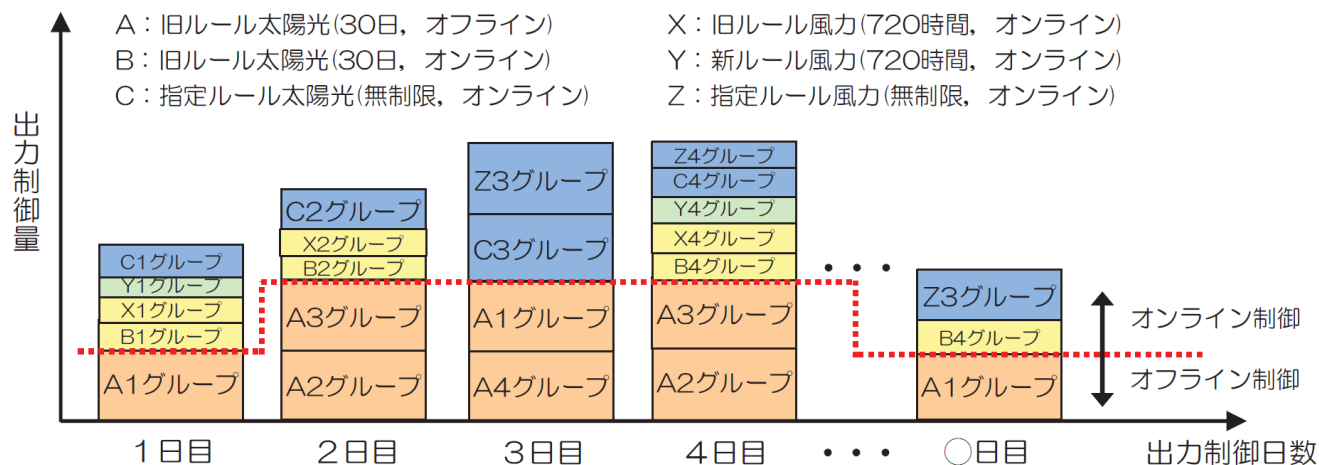 A：旧ルール太陽光(30日，オフライン)
B：旧ルール太陽光(30日，オンライン)
C：指定ルール太陽光(無制限，オンライン)
X：旧ルール風力(720時間，オンライン)
Y：新ルール風力(720時間，オンライン)
Z：指定ルール風力(無制限，オンライン)
出力制御量
C1グループ
Y1グループ
X1グループ
B1グループ
A1グループ
C2グループ
X2グループ
B2グループ
A3グループ
A2グループ
Z3グループ
C3グループ
A1グループ
A4グループ
Z4グループ
C4グループ
Y4グループ
X4グループ
B4グループ
A3グループ
A2グループ
・・・
Z3グループ
B4グループ
A1グループ
オンライン制御
オフライン制御
1日目 2日目 3日目 4日目 ・・・ ○日目 出力制御日数